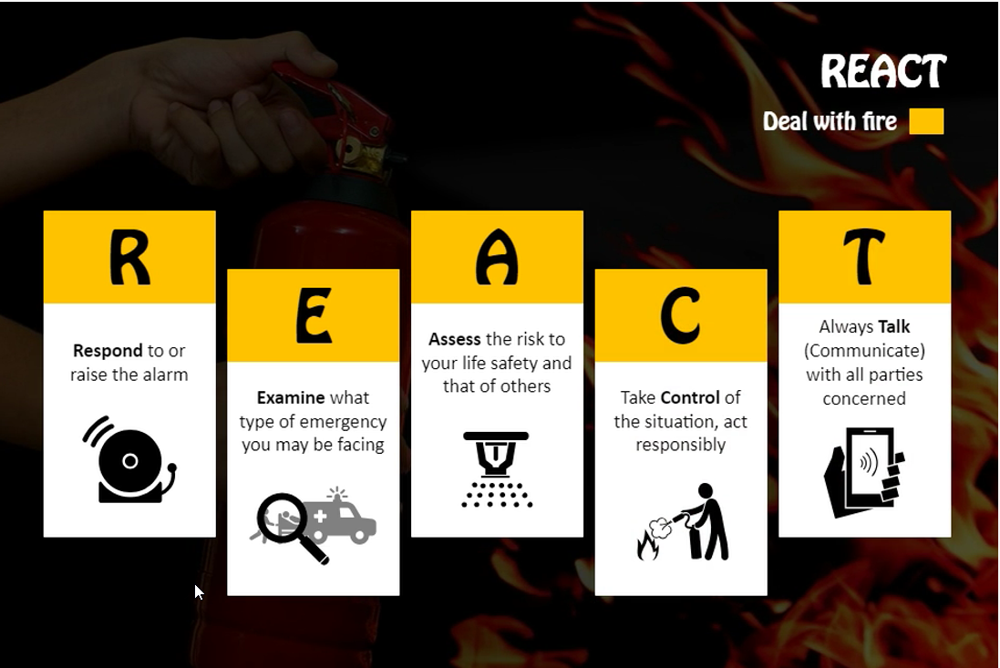 REACT
Deal with fire
R
Respond to or
raise the alarm
E
Examine what
type of emergency
you may be facing
A
Assess the risk to
your life safety and
that of others
C
Take Control of
the situation, act
responsibly
T
Always Talk
(Communicate)
with all parties
concerned